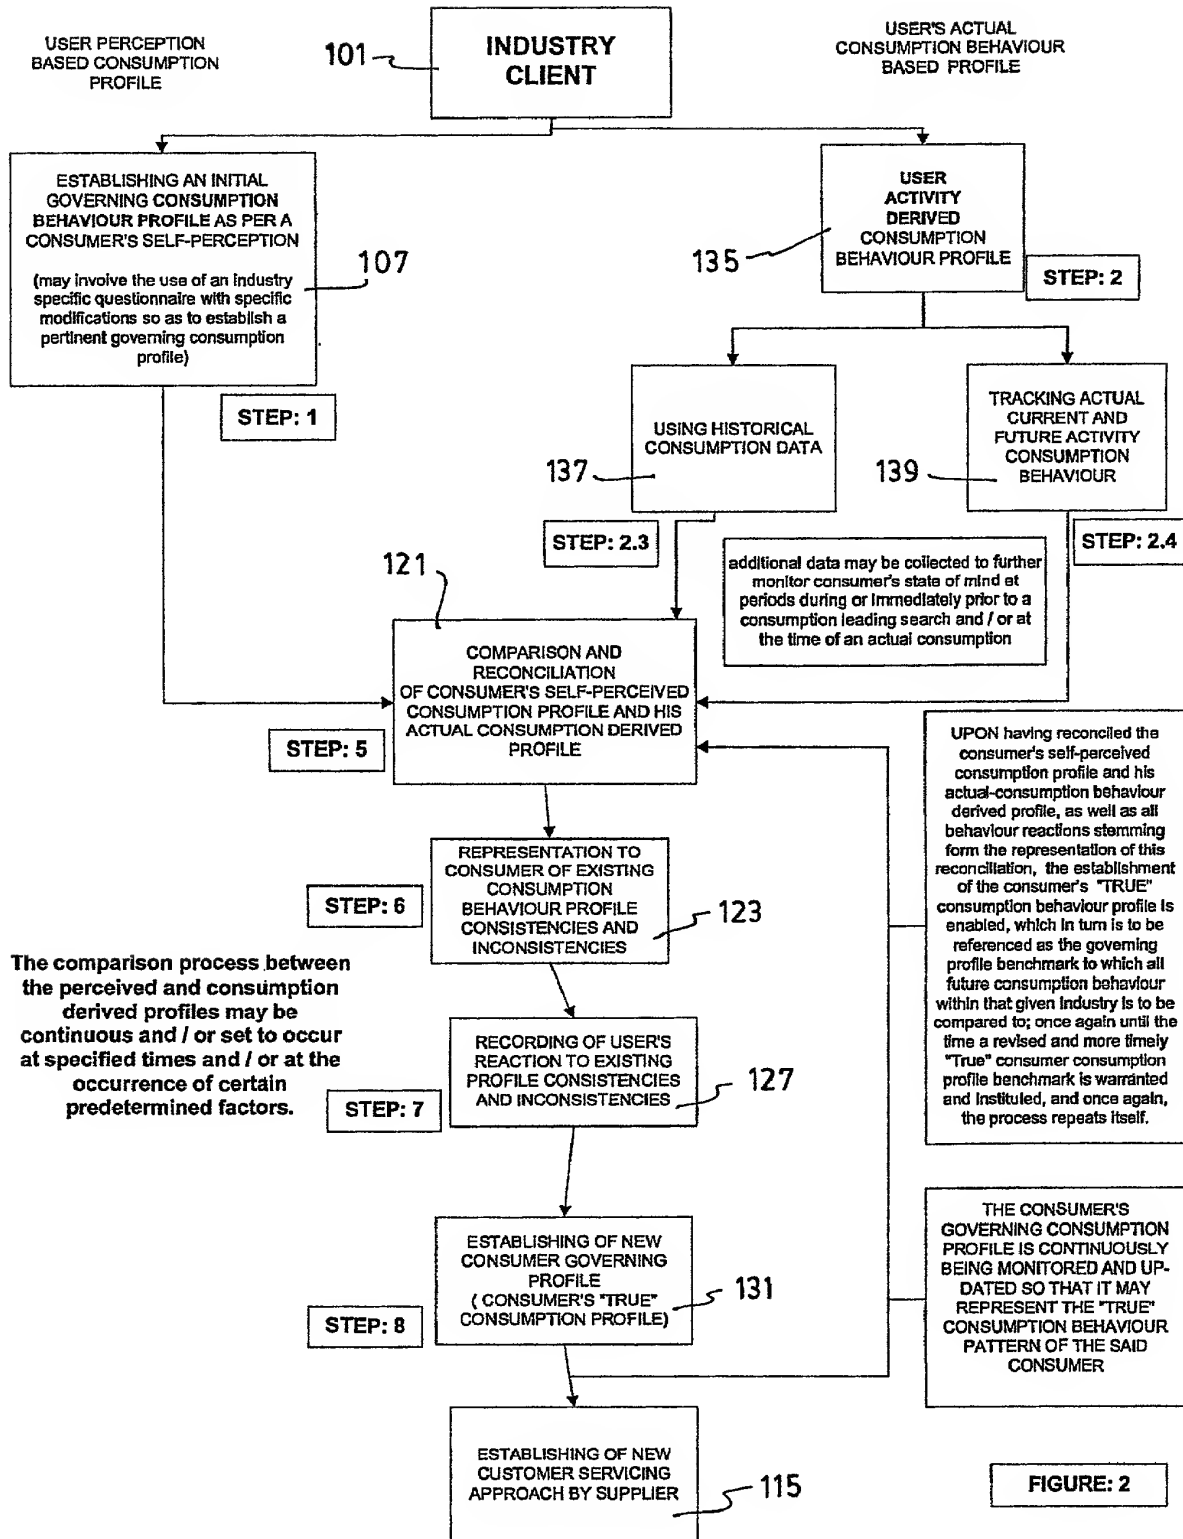 USER PERCEPTION
BASED CONSUMPTION
PROFILE
101
INDUSTRY
CLIENT
USER'S ACTUAL
CONSUMPTION BEHAVIOUR
BASED PROFILE
ESTABLISHING AN INITIAL
GOVERNING CONSUMPTION
BEHAVIOUR PROFILE AS PER A
CONSUMER'S SELF-PERCEPTION
(may involve the use of an industry
specific questionnaire with specific
modifications so as to establish a
pertinent governing consumption
profile)
107
STEP: 1
USER
ACTIVITY
DERIVED
CONSUMPTION
BEHAVIOUR PROFILE
135
STEP: 2
USING HISTORICAL
CONSUMPTION DATA
137
STEP: 2.3
TRACKING ACTUAL
CURRENT AND
FUTURE ACTIVITY
CONSUMPTION
BEHAVIOUR
139
STEP: 2.4
additional data may be collected to further
monitor consumer's state of mind at
periods during or immediately prior to a
consumption leading search and / or at
the time of an actual consumption
121
COMPARISON AND
RECONCILIATION
OF CONSUMER'S SELF-PERCEIVED
CONSUMPTION PROFILE AND HIS
ACTUAL CONSUMPTION DERIVED
PROFILE
STEP: 5
UPON having reconciled the
consumer's self-perceived
consumption profile and his
actual-consumption behaviour
derived profile, as well as all
behaviour reactions stemming
form the representation of this
reconciliation, the establishment
of the consumer's "TRUE"
consumption behaviour profile is
enabled, which in turn is to be
referenced as the governing
profile benchmark to which all
future consumption behaviour
within that given industry is to be
compared to; once again until the
time a revised and more timely
"True" consumer consumption
profile benchmark is warranted
and instituled, and once again,
the process repeats itself.
REPRESENTATION TO
CONSUMER OF EXISTING
CONSUMPTION
BEHAVIOUR PROFILE
CONSISTENCIES AND
INCONSISTENCIES
STEP: 6
123
The comparison process between
the perceived and consumption
derived profiles may be
continuous and / or set to occur
at specified times and / or at the
occurrence of certain
predetermined factors.
RECORDING OF USER'S
REACTION TO EXISTING
PROFILE CONSISTENCIES
AND INCONSISTENCIES
127
STEP: 7
ESTABLISHING OF NEW
CONSUMER GOVERNING
PROFILE
( CONSUMER'S "TRUE"
CONSUMPTION PROFILE)
131
STEP: 8
THE CONSUMER'S
GOVERNING CONSUMPTION
PROFILE IS CONTINUOUSLY
BEING MONITORED AND UP-
DATED SO THAT IT MAY
REPRESENT THE "TRUE"
CONSUMPTION BEHAVIOUR
PATTERN OF THE SAID
CONSUMER
ESTABLISHING OF NEW
CUSTOMER SERVICING
APPROACH BY SUPPLIER
115
FIGURE: 2